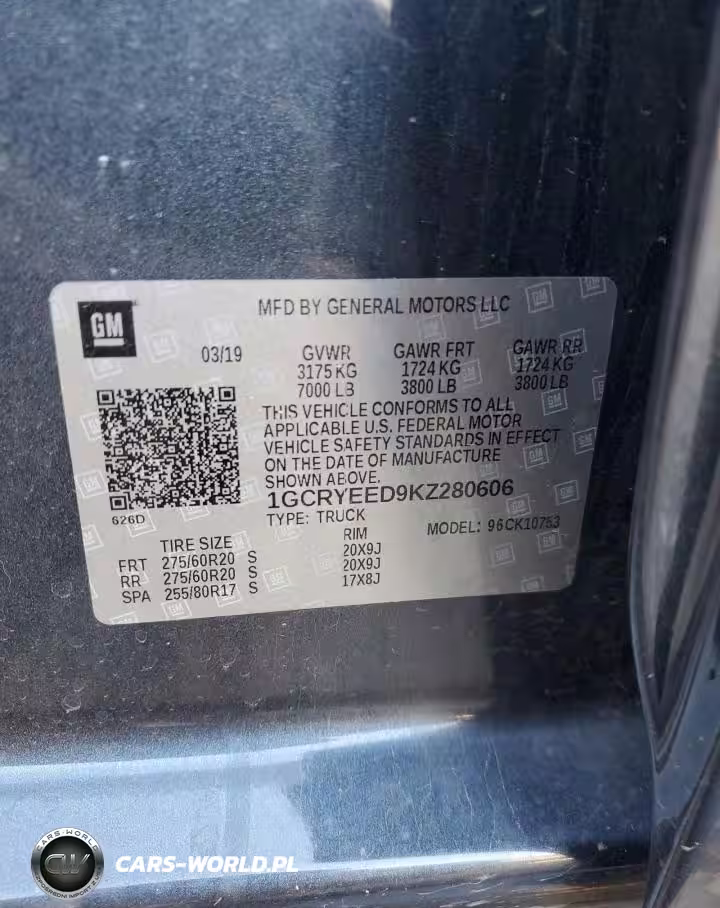 GM
MFD BY GENERAL MOTORS LLC
03/19 GVWR GAWR FRT GAWR RR
3175 KG 1724 KG 1724 KG
7000 LB 3800 LB 3800 LB
THIS VEHICLE CONFORMS TO ALL
APPLICABLE U.S. FEDERAL MOTOR
VEHICLE SAFETY STANDARDS IN EFFECT
ON THE DATE OF MANUFACTURE
SHOWN ABOVE.
1GCRYEED9KZ280606
626D
TYPE: TRUCK MODEL: 96CK10753
TIRE SIZE RIM
FRT 275/60R20 S 20X9J
RR 275/60R20 S 20X9J
SPA 255/80R17 S 17X8J
CARS-WORLD
CW
CARS-WORLD.PL